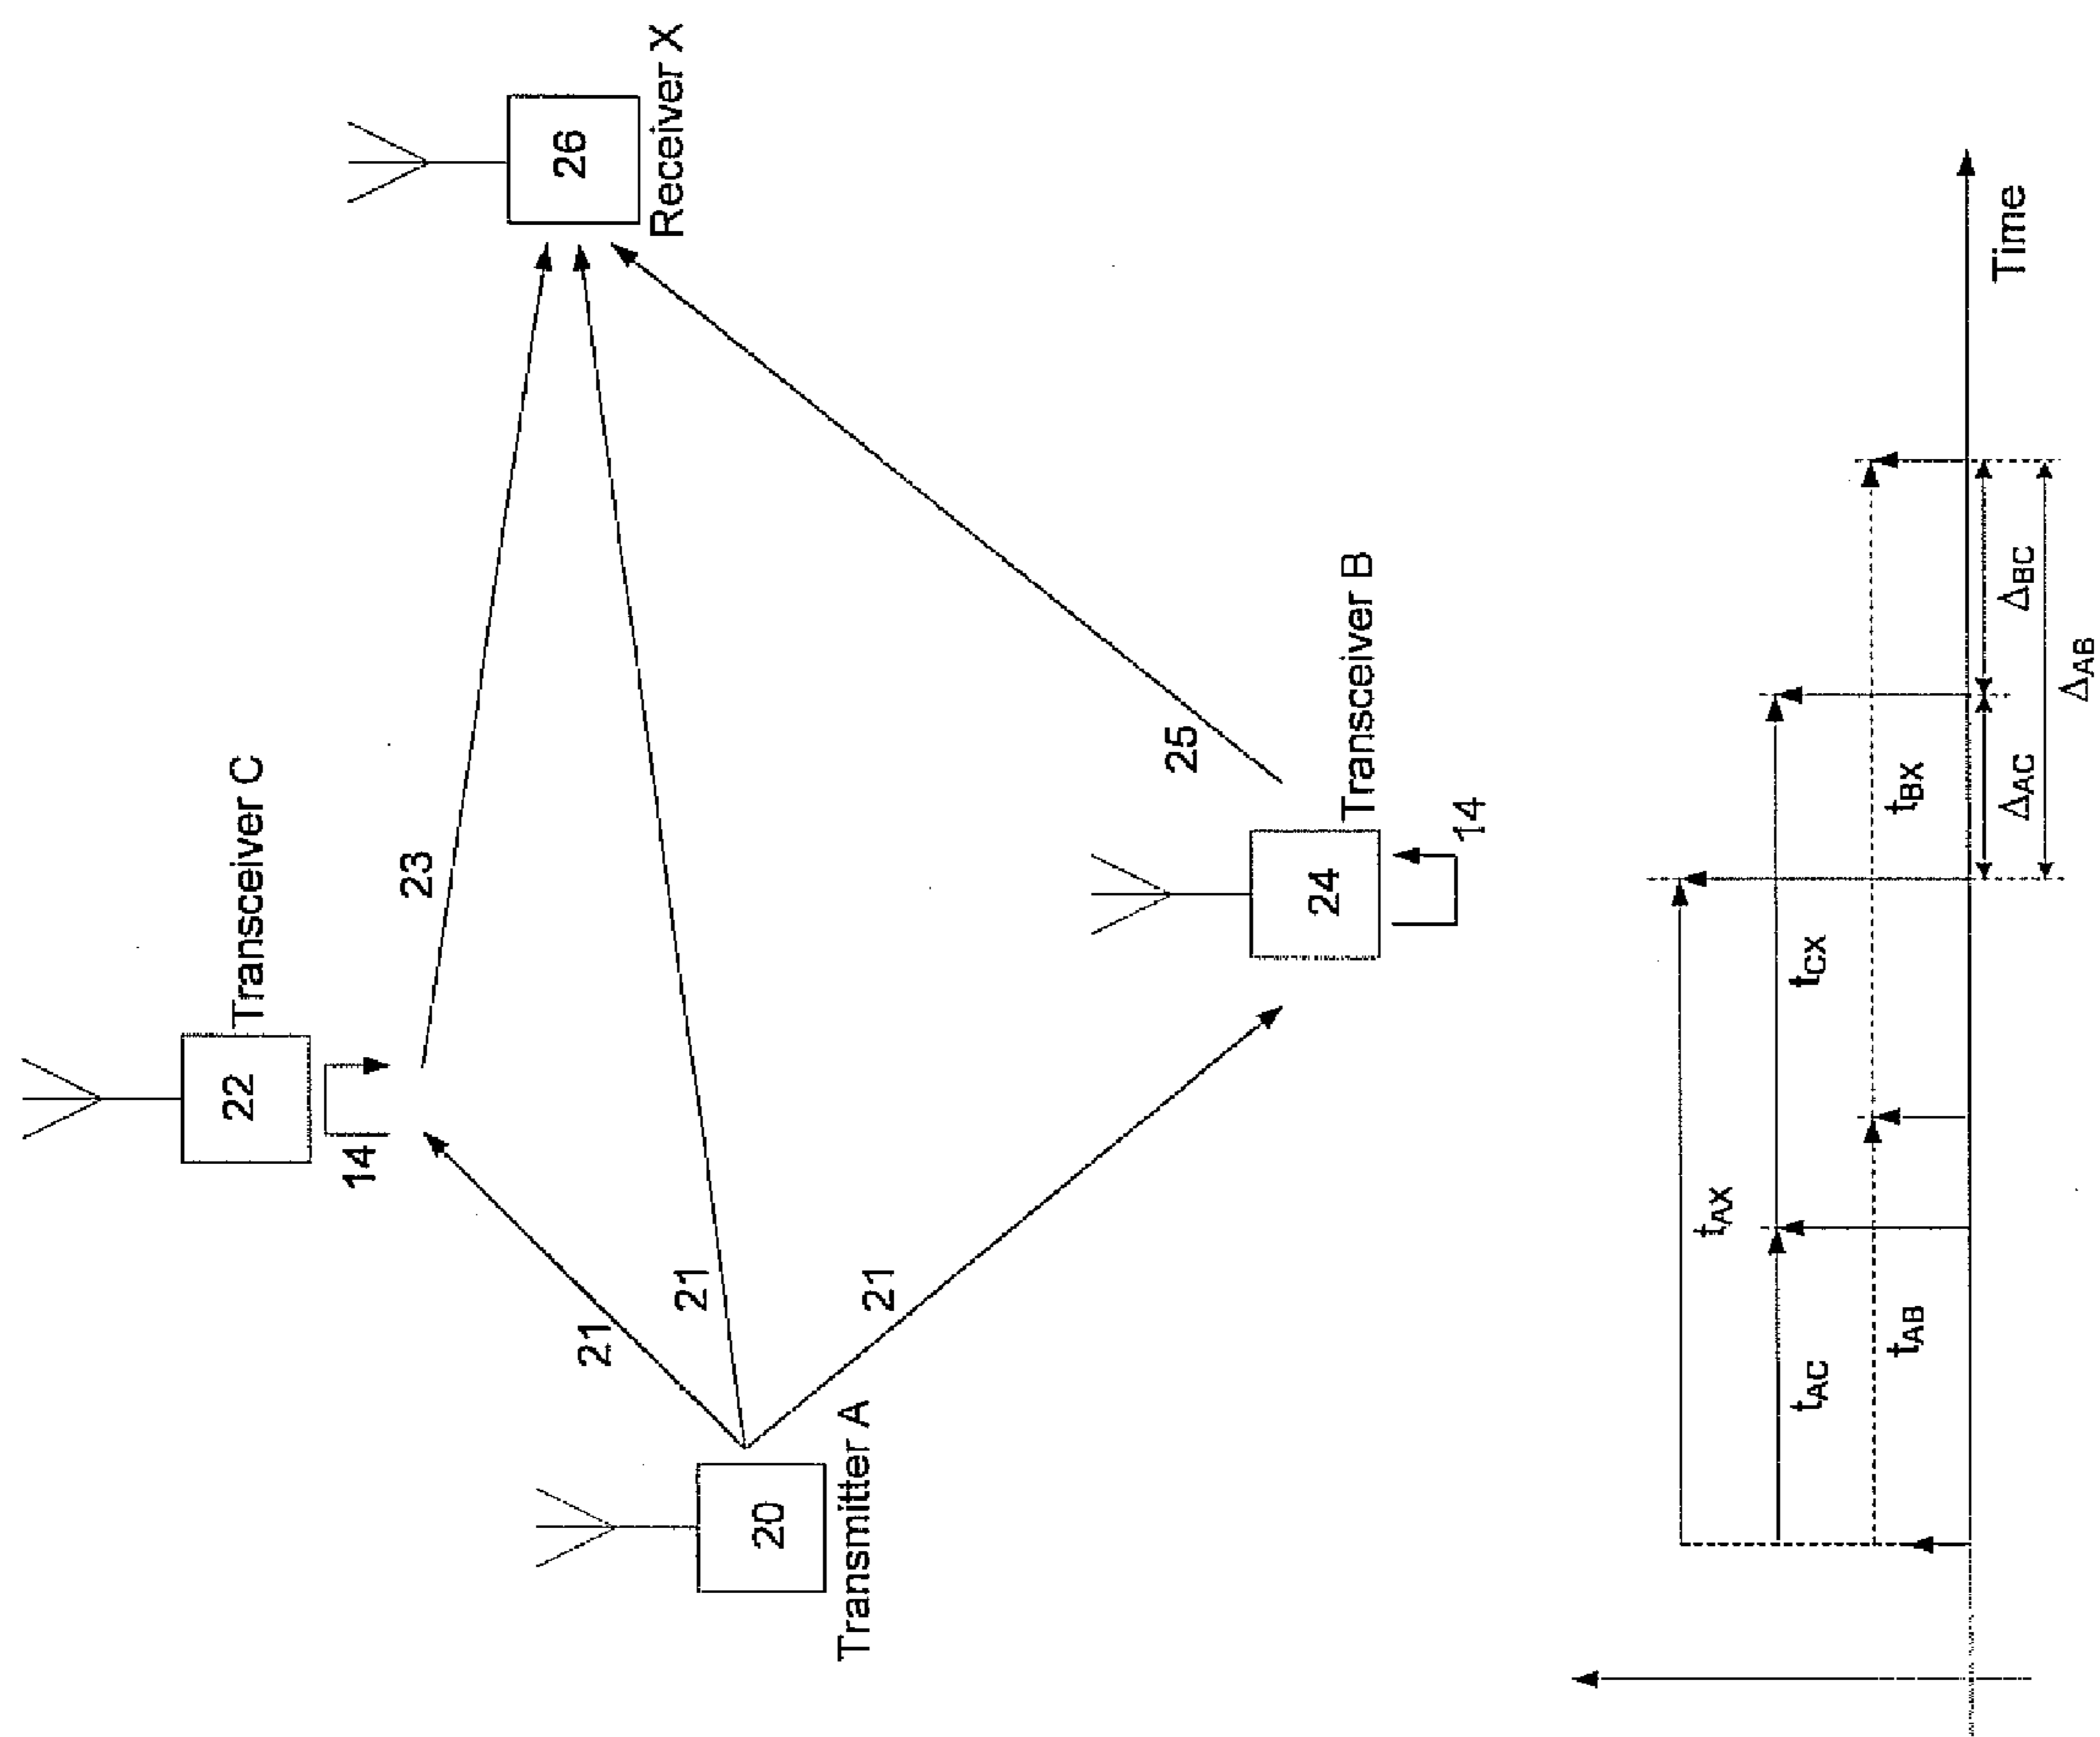 22
Transceiver C
14
23
26
Receiver X
20
Transmitter A
21
21
21
24
Transceiver B
14
25
tAX
tAC
tCX
tAB
tBX
Time
ΔAC
ΔBC
ΔAB